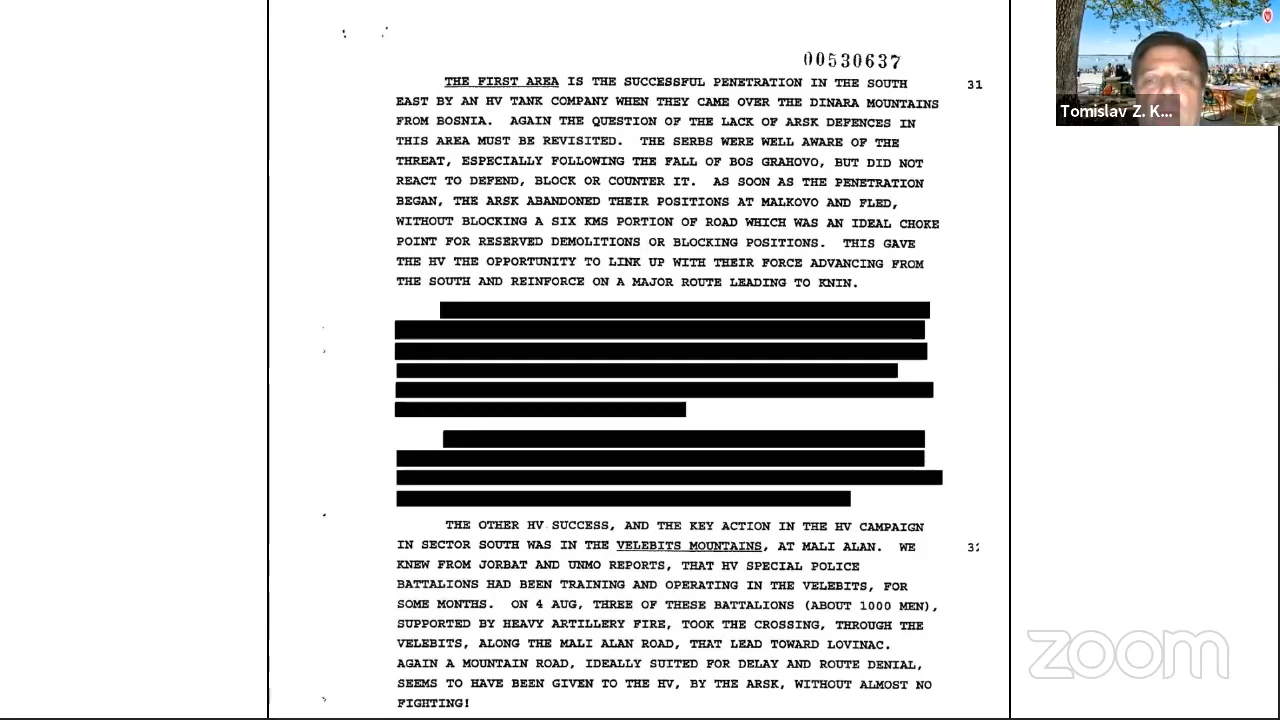 00530637
THE FIRST AREA IS THE SUCCESSFUL PENETRATION IN THE SOUTH
31
EAST BY AN HV TANK COMPANY WHEN THEY CAME OVER THE DINARA MOUNTAINS
FROM BOSNIA. AGAIN THE QUESTION OF THE LACK OF ARSK DEFENCES IN
THIS AREA MUST BE REVISITED. THE SERBS WERE WELL AWARE OF THE
THREAT, ESPECIALLY FOLLOWING THE FALL OF BOS GRAHOVO, BUT DID NOT
REACT TO DEFEND, BLOCK OR COUNTER IT. AS SOON AS THE PENETRATION
BEGAN, THE ARSK ABANDONED THEIR POSITIONS AT MALKOVO AND FLED,
WITHOUT BLOCKING A SIX KMS PORTION OF ROAD WHICH WAS AN IDEAL CHOKE
POINT FOR RESERVED DEMOLITIONS OR BLOCKING POSITIONS. THIS GAVE
THE HV THE OPPORTUNITY TO LINK UP WITH THEIR FORCE ADVANCING FROM
THE SOUTH AND REINFORCE ON A MAJOR ROUTE LEADING TO KNIN.
THE OTHER HV SUCCESS, AND THE KEY ACTION IN THE HV CAMPAIGN
IN SECTOR SOUTH WAS IN THE VELEBITS MOUNTAINS, AT MALI ALAN. WE
KNEW FROM JORBAT AND UNMO REPORTS, THAT HV SPECIAL POLICE
BATTALIONS HAD BEEN TRAINING AND OPERATING IN THE VELEBITS, FOR
SOME MONTHS. ON 4 AUG, THREE OF THESE BATTALIONS (ABOUT 1000 MEN),
SUPPORTED BY HEAVY ARTILLERY FIRE, TOOK THE CROSSING, THROUGH THE
VELEBITS, ALONG THE MALI ALAN ROAD, THAT LEAD TOWARD LOVINAC.
AGAIN A MOUNTAIN ROAD, IDEALLY SUITED FOR DELAY AND ROUTE DENIAL,
SEEMS TO HAVE BEEN GIVEN TO THE HV, BY THE ARSK, WITHOUT ALMOST NO
FIGHTING!
Tomislav Z. K...
zoom